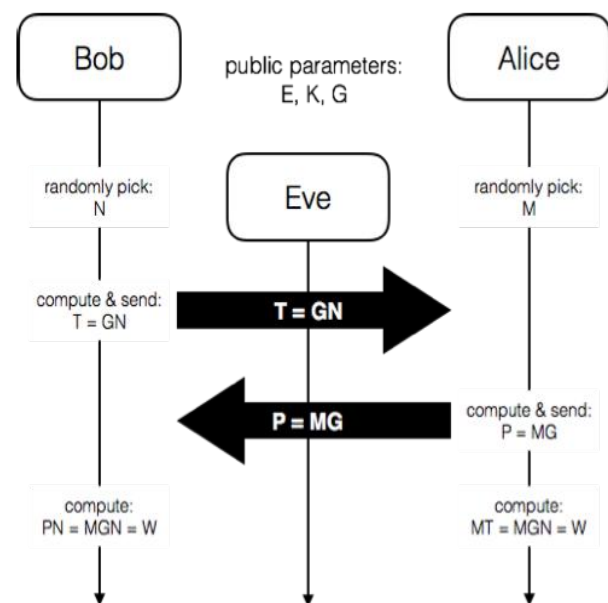 Bob
public parameters:
E, K, G
Alice
randomly pick:
N
Eve
randomly pick:
M
compute & send:
T = GN
T = GN
P = MG
compute & send:
P = MG
compute:
PN = MGN = W
compute:
MT = MGN = W